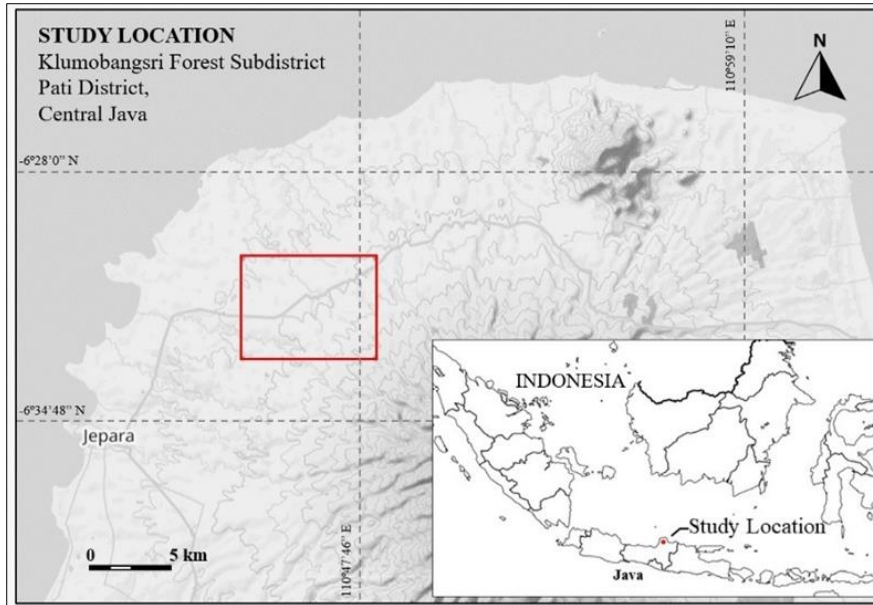 STUDY LOCATION
Klumobangsri Forest Subdistrict
Pati District,
Central Java
110°59'10" E
N
-6°28'0" N
-6°34'48" N
Jepara
110°47'46" E
0 5 km
INDONESIA
Study Location
Java